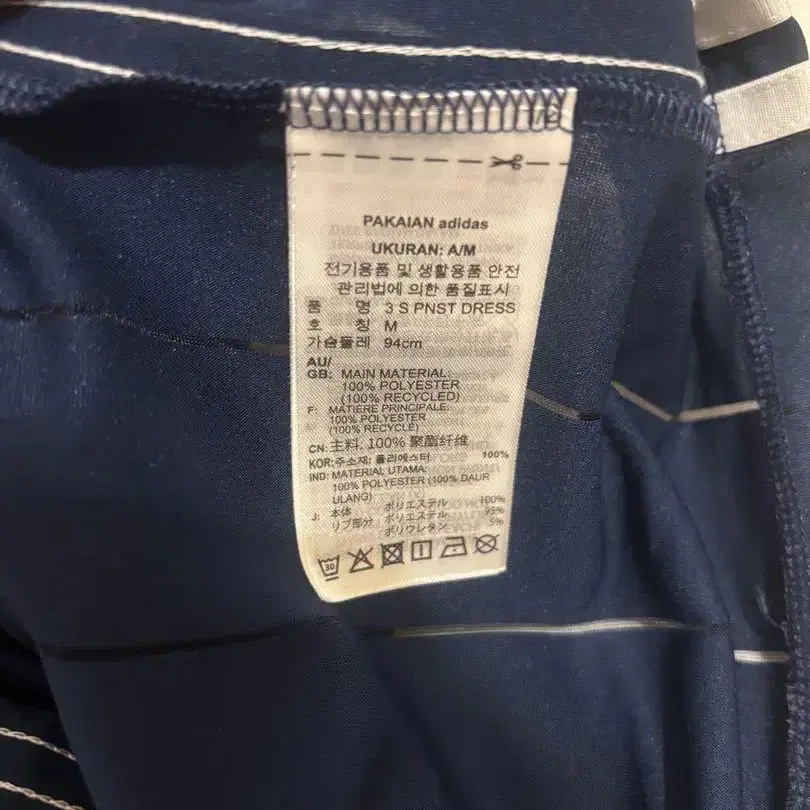 PAKAIAN adidas
UKURAN: A/M
전기용품 및 생활용품 안전
관리법에 의한 품질표시
품 명 3 S PNST DRESS
호 칭 M
가슴둘레 94cm
AU/
GB: MAIN MATERIAL:
100% POLYESTER
(100% RECYCLED)
F: MATIERE PRINCIPALE:
100% POLYESTER
(100% RECYCLÉ)
CN: 主料: 100% 聚酯纤维
KOR: 주소재: 폴리에스터 100%
IND: MATERIAL UTAMA:
100% POLYESTER (100% DAUR
ULANG)
J: 本体 ポリエステル 100%
リブ部分 ポリエステル 95%
ポリウレタン 5%
30